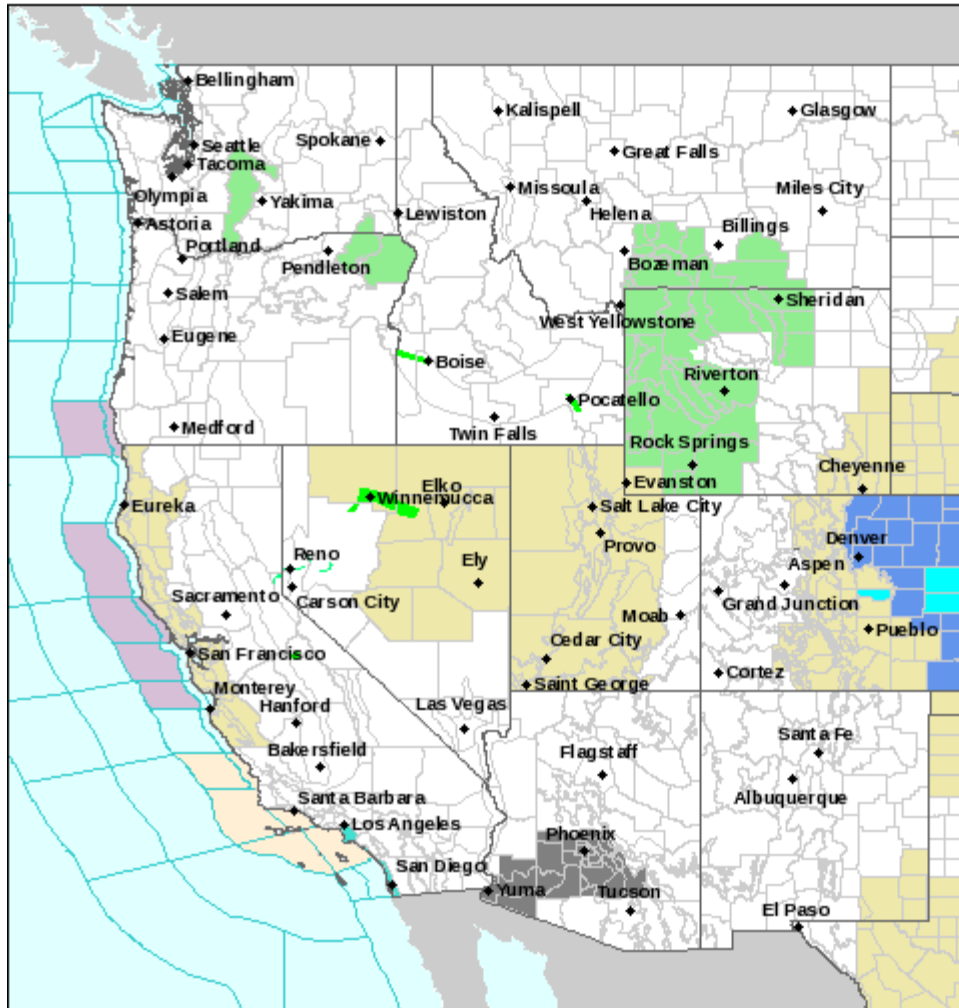 Bellingham
Kalispell
Glasgow
Seattle
Spokane
Great Falls
Tacoma
Olympia
Missoula
Miles City
Yakima
Lewiston
Helena
Astoria
Billings
Portland
Pendleton
Bozeman
Salem
Sheridan
West Yellowstone
Eugene
Boise
Riverton
Pocatello
Medford
Twin Falls
Rock Springs
Cheyenne
Elko
Evanston
Winnemucca
Eureka
Salt Lake City
Provo
Denver
Reno
Aspen
Ely
Sacramento
Carson City
Grand Junction
Moab
Pueblo
Cedar City
San Francisco
Cortez
Saint George
Monterey
Hanford
Las Vegas
Santa Fe
Bakersfield
Flagstaff
Albuquerque
Santa Barbara
Los Angeles
Phoenix
San Diego
Yuma
Tucson
El Paso